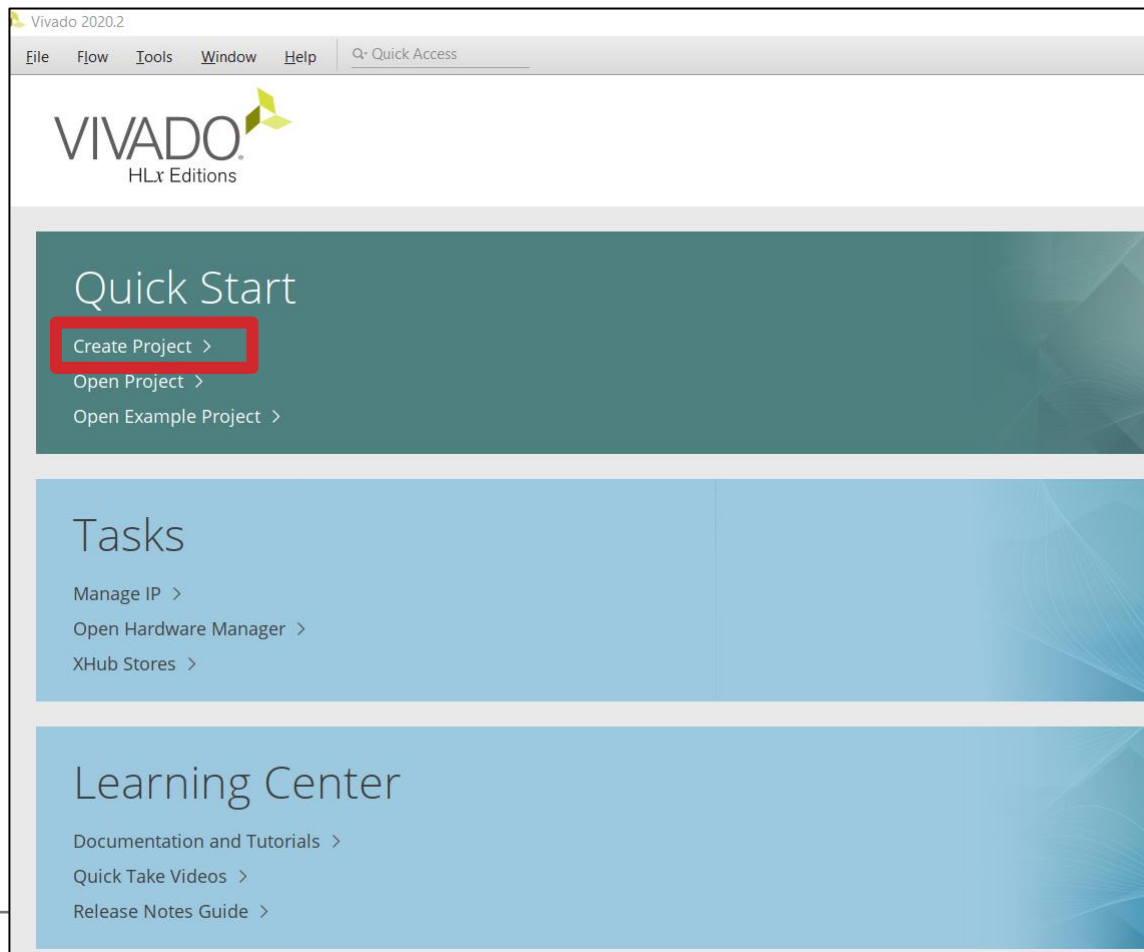 Vivado 2020.2
File Flow Tools Window Help Quick Access
VIVADO.
HLx Editions
Quick Start
Create Project >
Open Project >
Open Example Project >
Tasks
Manage IP >
Open Hardware Manager >
XHub Stores >
Learning Center
Documentation and Tutorials >
Quick Take Videos >
Release Notes Guide >